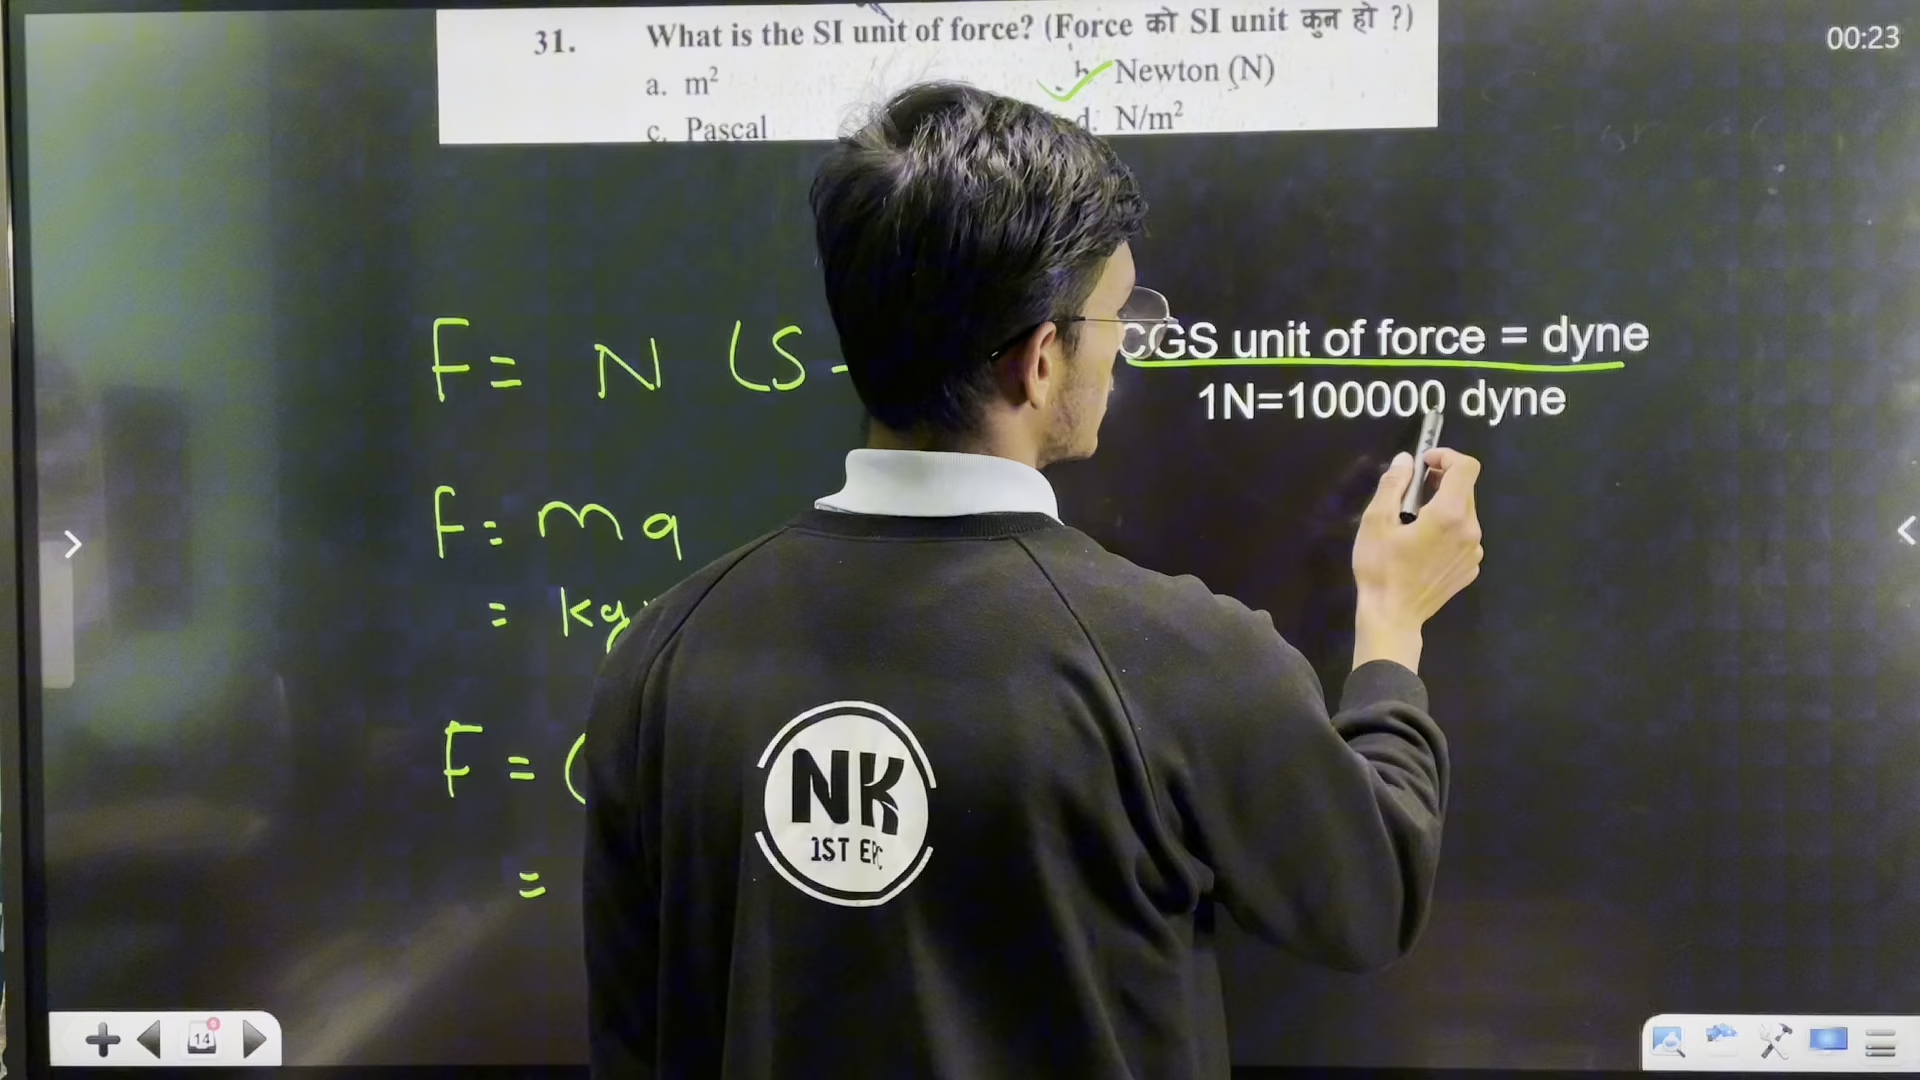 00:23
31. What is the SI unit of force? (Force को SI unit कुन हो ?)
a. m²
b. Newton (N)
c. Pascal
d. N/m²
F = N (S-
CGS unit of force = dyne
1N=100000 dyne
F = ma
= kg
F = (
=
NK
1ST
14